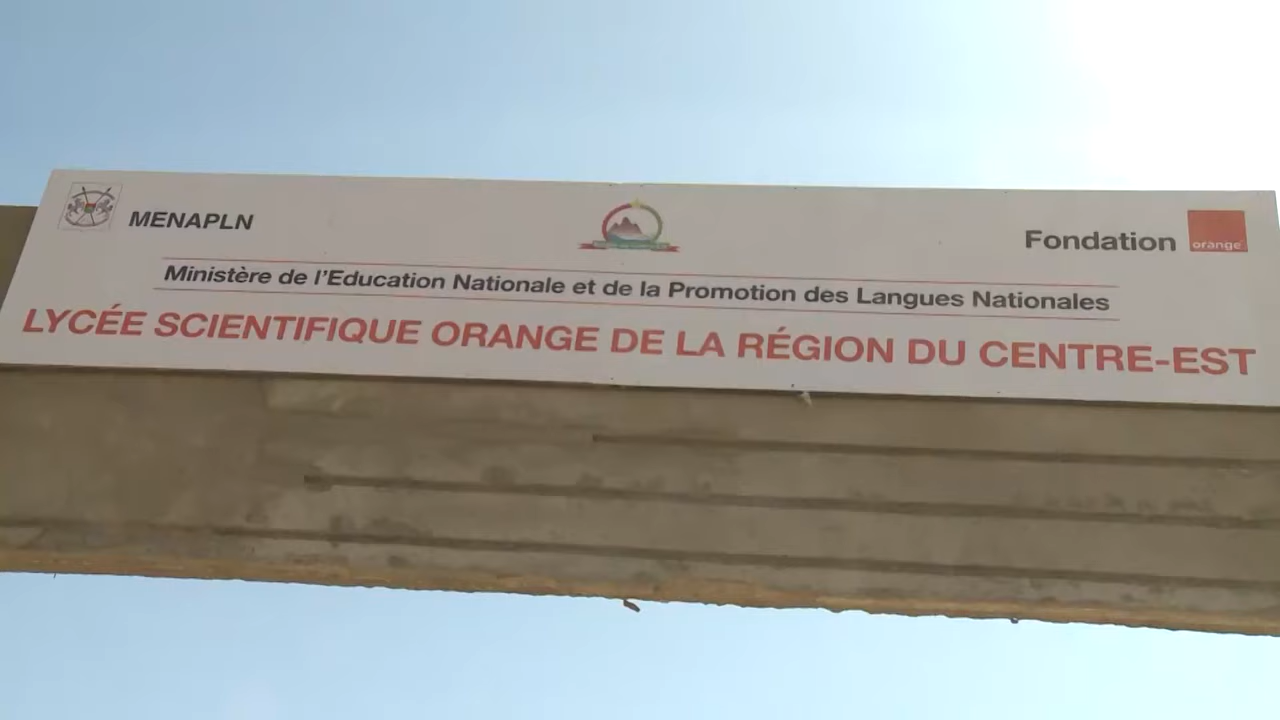 MENAPLN
Fondation
orange
Ministère de l'Education Nationale et de la Promotion des Langues Nationales
LYCÉE SCIENTIFIQUE ORANGE DE LA RÉGION DU CENTRE-EST